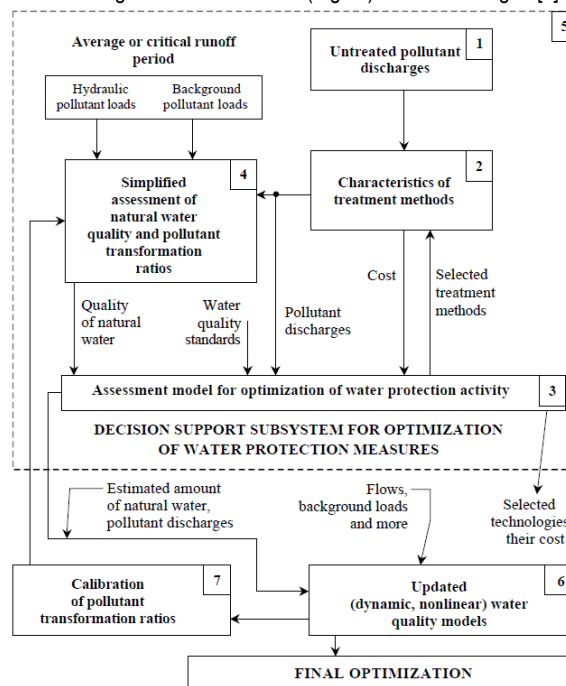 Average or critical runoff
period
Hydraulic
pollutant loads
Background
pollutant loads
1
Untreated pollutant
discharges
5
4
Simplified
assessment of
natural water
quality and pollutant
transformation
ratios
2
Characteristics of
treatment methods
Quality
of natural
water
Water
quality
standards
Pollutant
discharges
Cost
Selected
treatment
methods
Assessment model for optimization of water protection activity
3
DECISION SUPPORT SUBSYSTEM FOR OPTIMIZATION
OF WATER PROTECTION MEASURES
Estimated amount
of natural water,
pollutant discharges
Flows,
background loads
and more
Selected
technologies
their cost
7
Calibration
of pollutant
transformation ratios
6
Updated
(dynamic, nonlinear) water
quality models
FINAL OPTIMIZATION